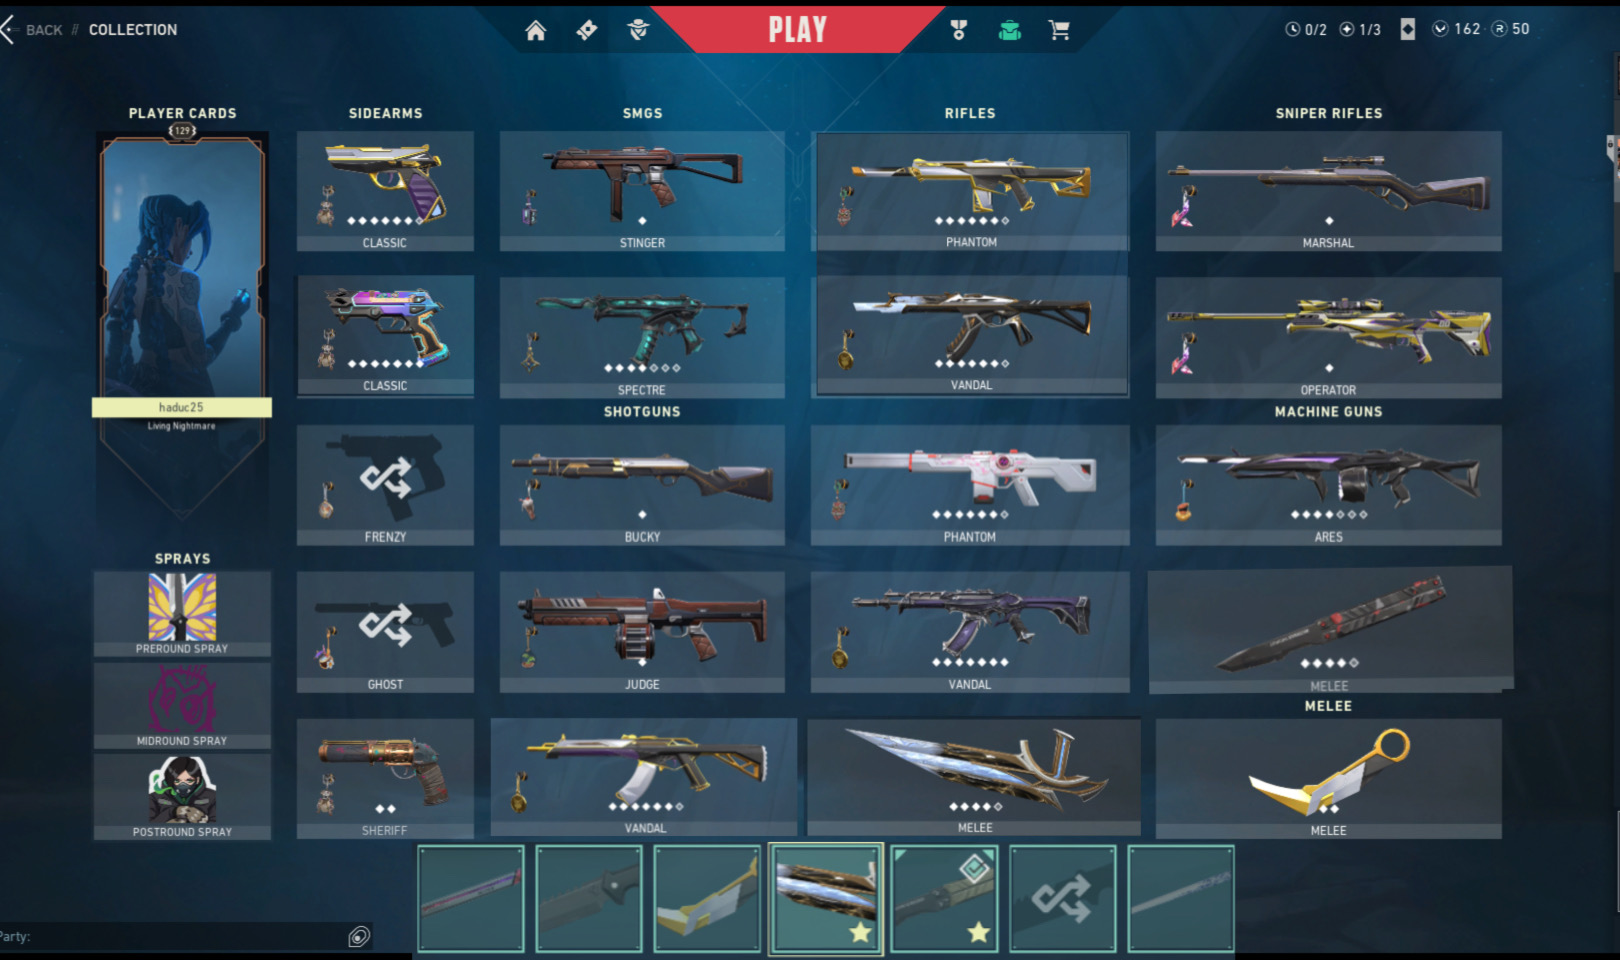 BACK // COLLECTION
PLAY
0/2 1/3 162 R 50
PLAYER CARDS
129
haduc25
Living Nightmare
SPRAYS
PREROUND SPRAY
MIDROUND SPRAY
POSTROUND SPRAY
SIDEARMS
CLASSIC
CLASSIC
FRENZY
GHOST
SHERIFF
SMGS
STINGER
SPECTRE
SHOTGUNS
BUCKY
JUDGE
VANDAL
RIFLES
PHANTOM
VANDAL
PHANTOM
VANDAL
MELEE
SNIPER RIFLES
MARSHAL
OPERATOR
MACHINE GUNS
ARES
MELEE
MELEE
MELEE
Party: